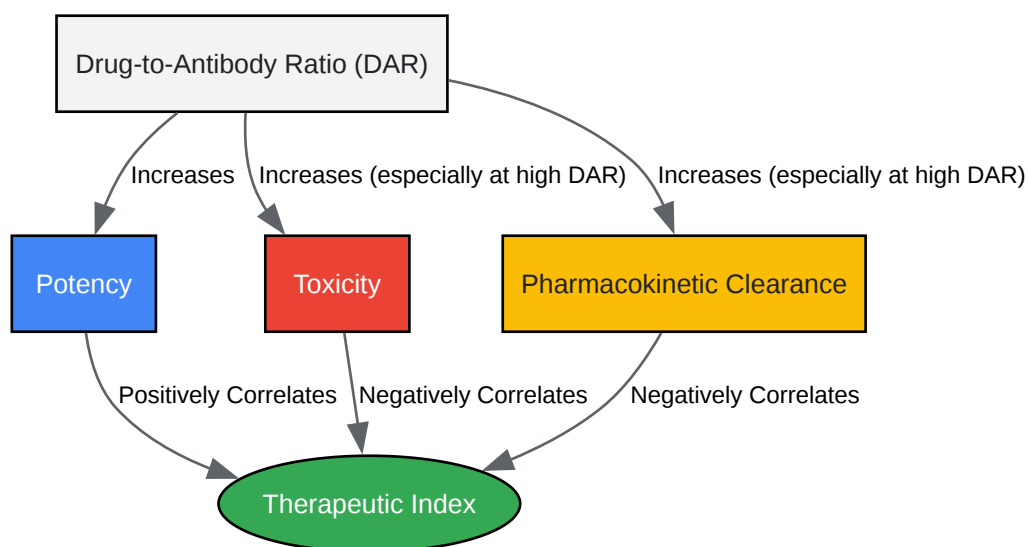 Drug-to-Antibody Ratio (DAR)
Increases
Increases (especially at high DAR)
Increases (especially at high DAR)
Potency
Toxicity
Pharmacokinetic Clearance
Positively Correlates
Negatively Correlates
Negatively Correlates
Therapeutic Index